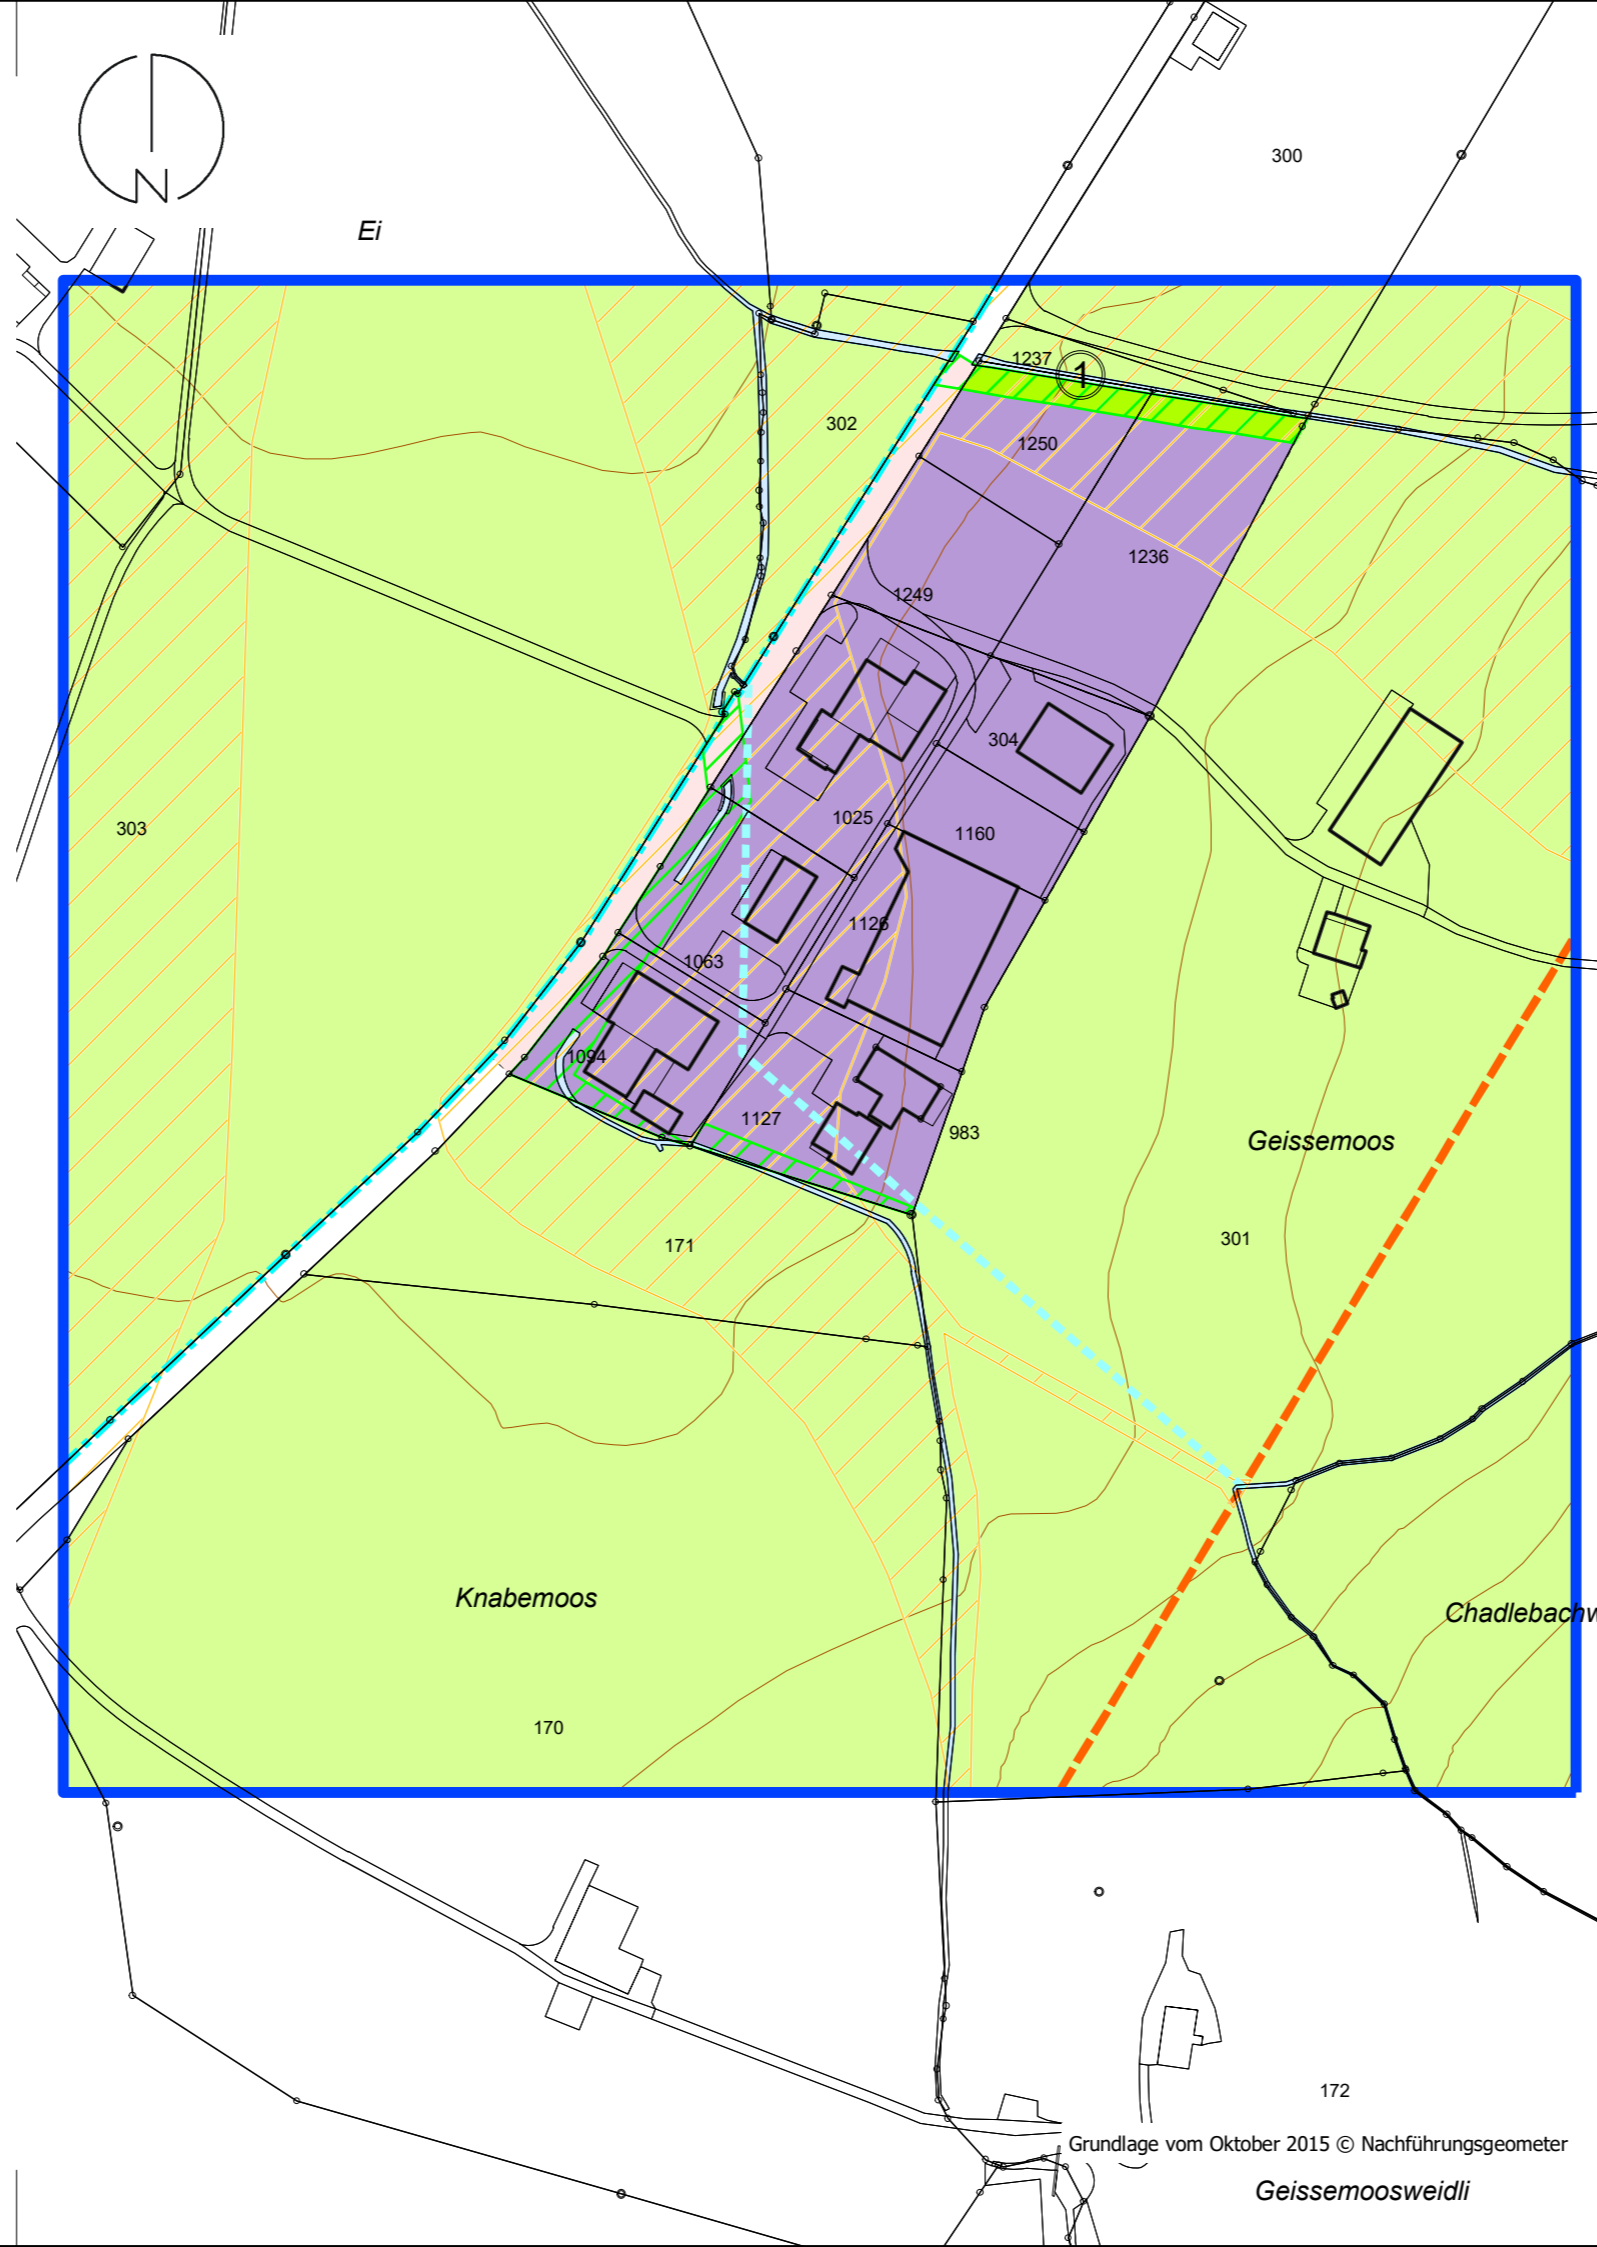 N
300
Ei
1237
1
302
1250
1236
1249
304
303
1025
1160
1126
1063
1094
1127
983
Geissemoos
301
171
Knabemoos
Chadlebachw
170
172
Grundlage vom Oktober 2015 © Nachführungsgeometer
Geissemoosweidli